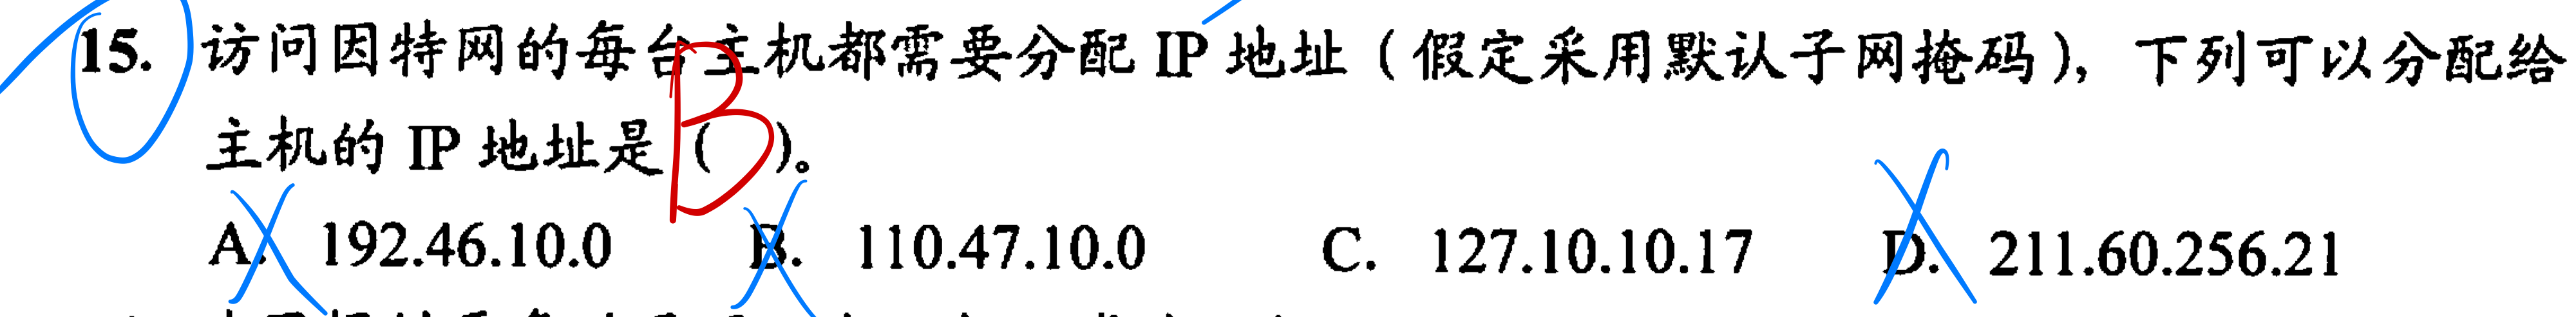 15. 访问因特网的每台主机都需要分配 IP 地址（假定采用默认子网掩码），下列可以分配给
主机的 IP 地址是（B）。
A. 192.46.10.0 B. 110.47.10.0 C. 127.10.10.17 D. 211.60.256.21